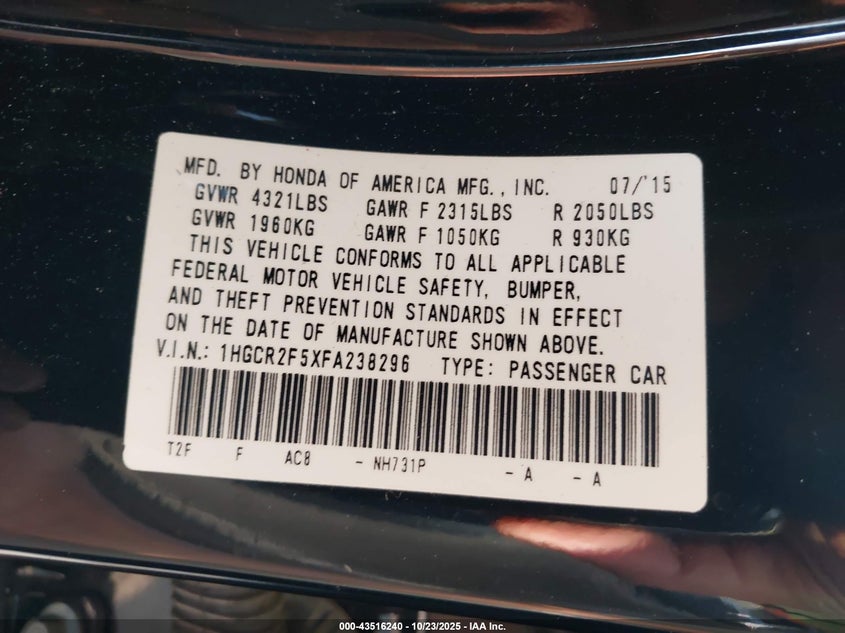 MFD. BY HONDA OF AMERICA MFG., INC. 07/'15
GVWR 4321LBS GAWR F 2315LBS R 2050LBS
GVWR 1960KG GAWR F 1050KG R 930KG
THIS VEHICLE CONFORMS TO ALL APPLICABLE
FEDERAL MOTOR VEHICLE SAFETY, BUMPER,
AND THEFT PREVENTION STANDARDS IN EFFECT
ON THE DATE OF MANUFACTURE SHOWN ABOVE.
V.I.N.: 1HGCR2F5XFA238296 TYPE: PASSENGER CAR
T2F F AC8 - NH731P - A - A
000-43516240 - 10/23/2025 - IAA Inc.